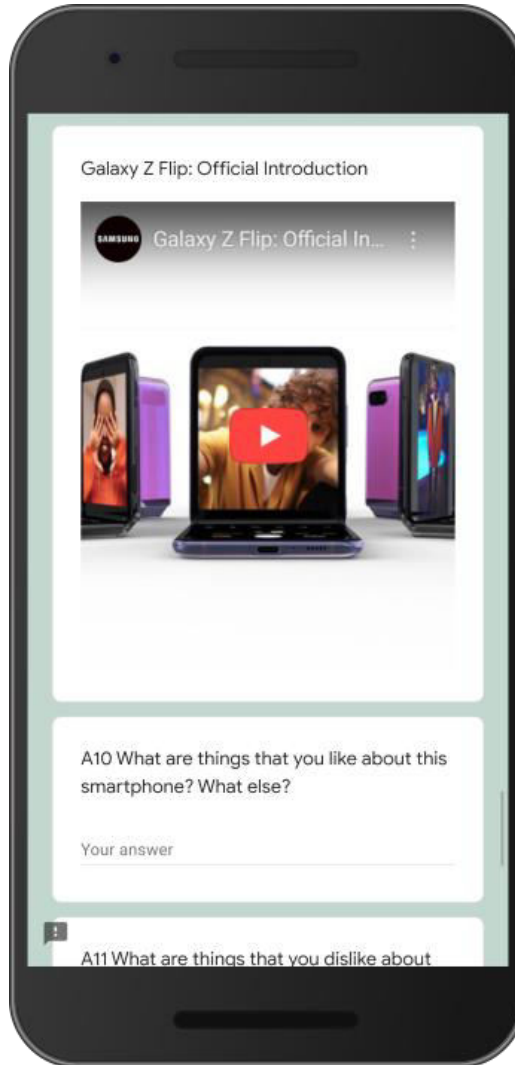 Galaxy Z Flip: Official Introduction
SAMSUNG
Galaxy Z Flip: Official In...
A10 What are things that you like about this
smartphone? What else?
Your answer
A11 What are things that you dislike about